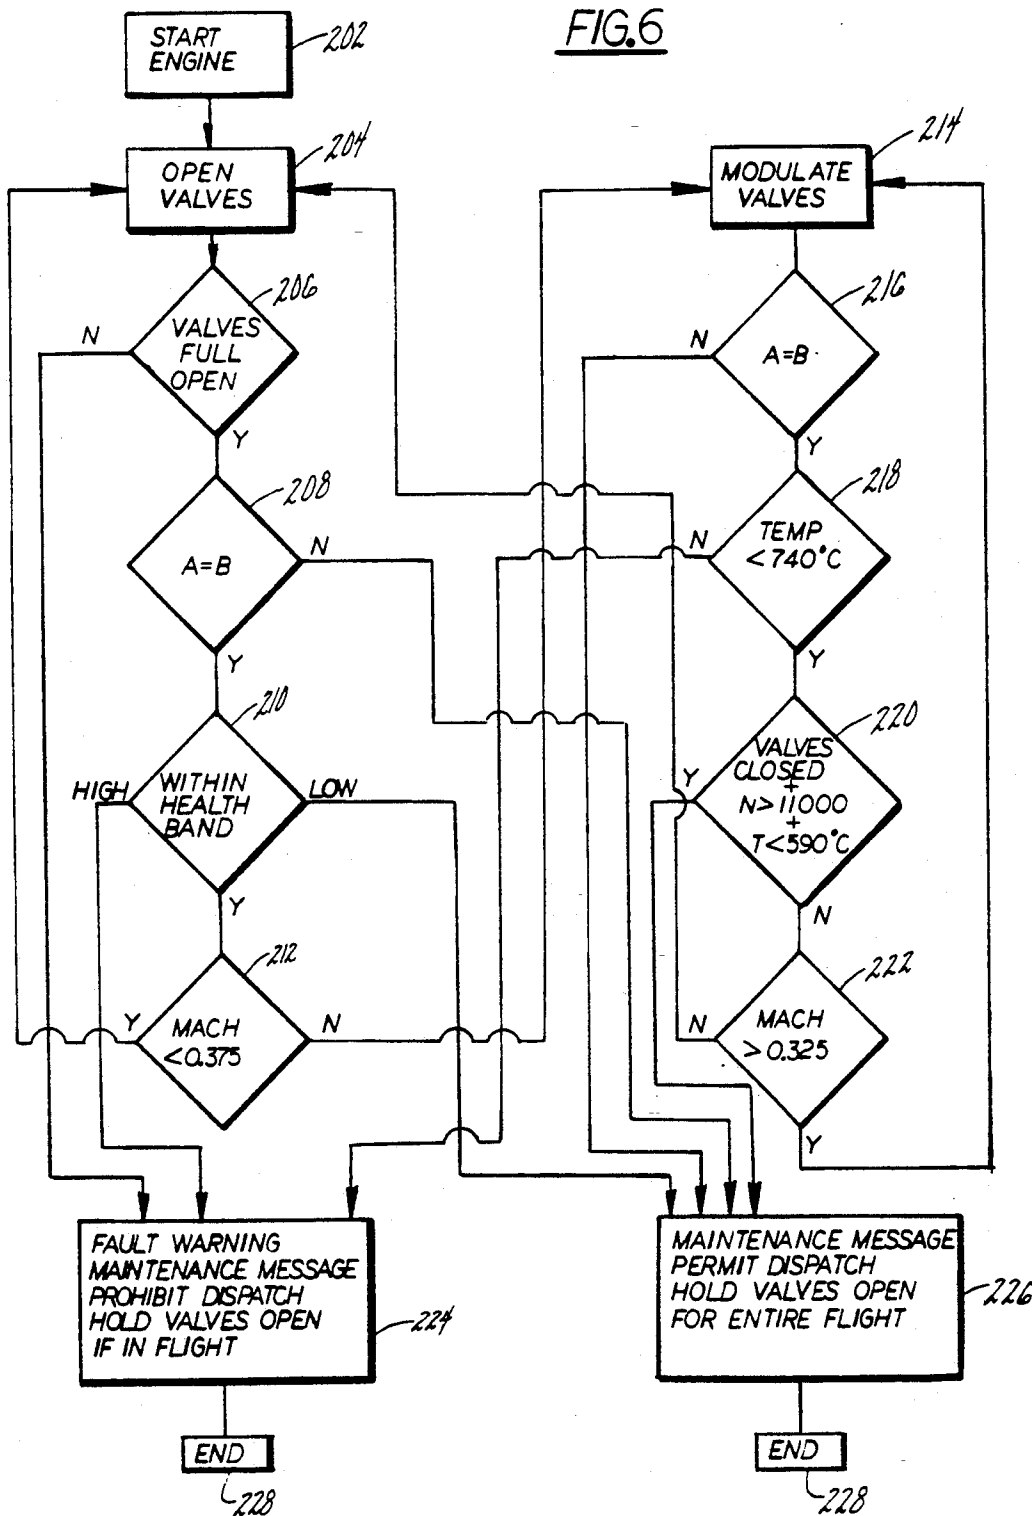 FIG.6
START
ENGINE
202
OPEN
VALVES
204
VALVES
FULL
OPEN
206
N
Y
A=B
208
N
Y
WITHIN
HEALTH
BAND
210
HIGH
LOW
Y
MACH
<0.375
212
Y
N
MODULATE
VALVES
214
A=B
216
N
Y
TEMP
<740°C
218
N
Y
VALVES
CLOSED
+
N>11000
+
T<590°C
220
Y
N
MACH
>0.325
222
N
Y
FAULT WARNING
MAINTENANCE MESSAGE
PROHIBIT DISPATCH
HOLD VALVES OPEN
IF IN FLIGHT
224
END
228
MAINTENANCE MESSAGE
PERMIT DISPATCH
HOLD VALVES OPEN
FOR ENTIRE FLIGHT
226
END
228